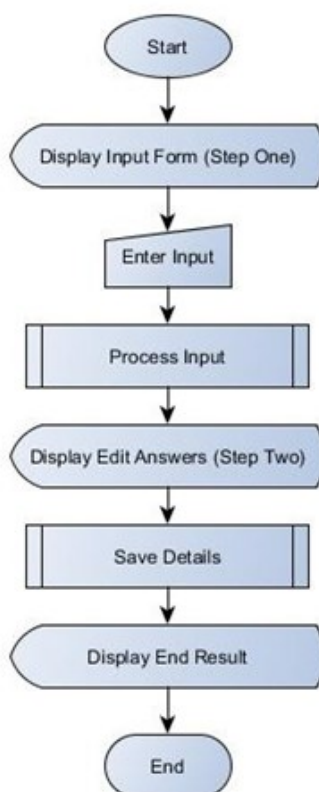 Start
Display Input Form (Step One)
Enter Input
Process Input
Display Edit Answers (Step Two)
Save Details
Display End Result
End